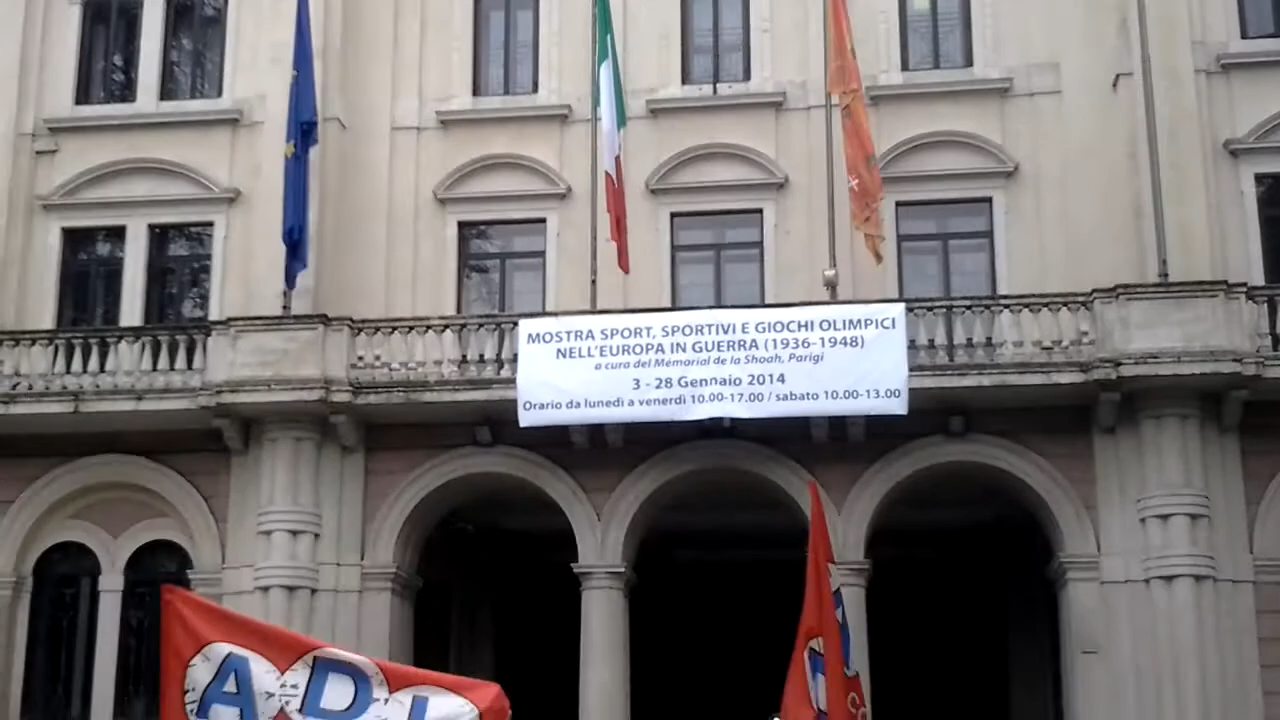 MOSTRA SPORT, SPORTIVI E GIOCHI OLIMPICI
NELL'EUROPA IN GUERRA (1936-1948)
a cura del Mémorial de la Shoah, Parigi
3 - 28 Gennaio 2014
Orario da lunedì a venerdì 10.00-17.00 / sabato 10.00-13.00